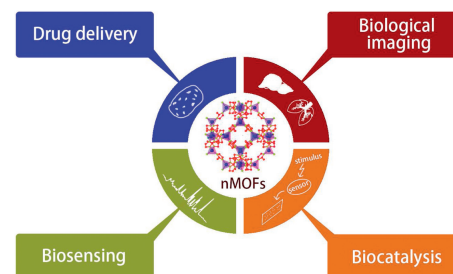 Drug delivery
Biological
imaging
nMOFs
stimulus
sensor
Biosensing
Biocatalysis